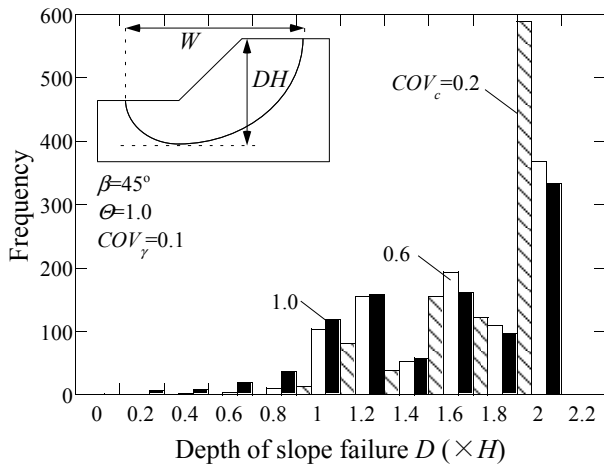 600
500
400
300
200
100
0
Frequency
W
DH
β=45°
Θ=1.0
COVγ=0.1
COVc=0.2
0.6
1.0
0 0.2 0.4 0.6 0.8 1 1.2 1.4 1.6 1.8 2 2.2
Depth of slope failure D (×H)